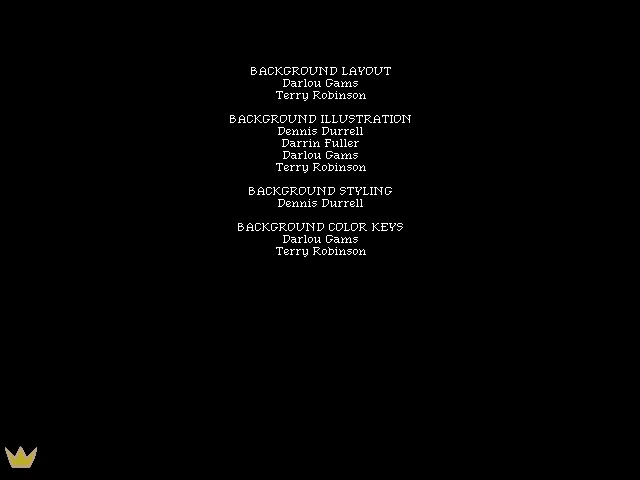 BACKGROUND LAYOUT
Darlou Gams
Terry Robinson
BACKGROUND ILLUSTRATION
Dennis Durrell
Darrin Fuller
Darlou Gams
Terry Robinson
BACKGROUND STYLING
Dennis Durrell
BACKGROUND COLOR KEYS
Darlou Gams
Terry Robinson